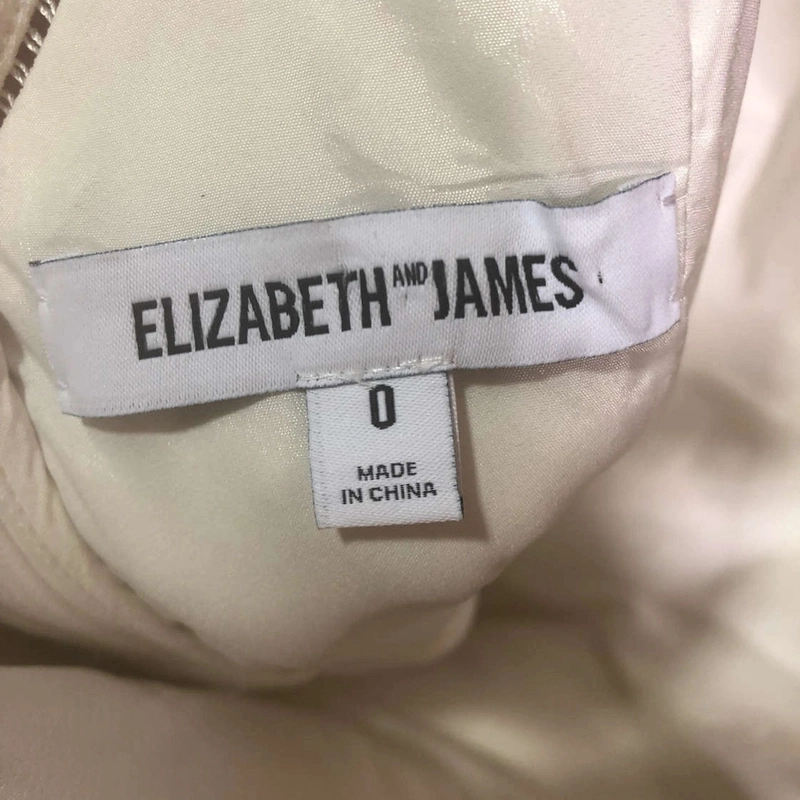 ELIZABETH AND JAMES
0
MADE
IN CHINA